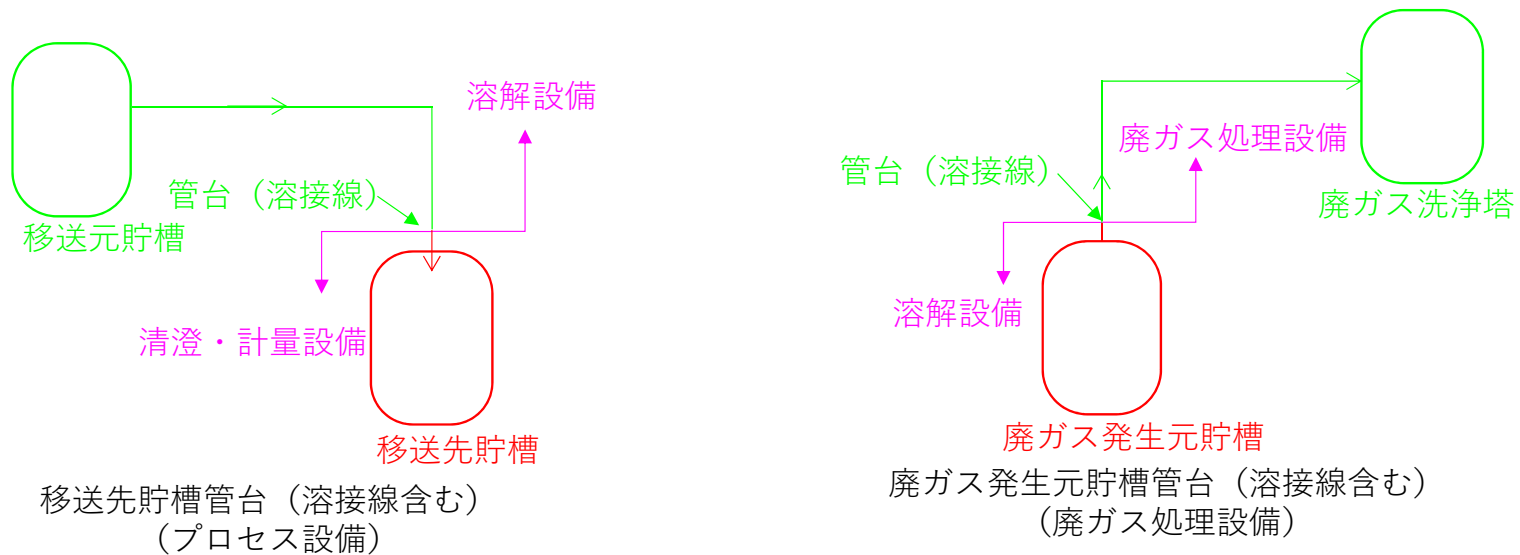 溶解設備
管台（溶接線）
移送元貯槽
清澄・計量設備
移送先貯槽
移送先貯槽管台（溶接線含む）
（プロセス設備）
廃ガス処理設備
管台（溶接線）
廃ガス洗浄塔
溶解設備
廃ガス発生元貯槽
廃ガス発生元貯槽管台（溶接線含む）
（廃ガス処理設備）